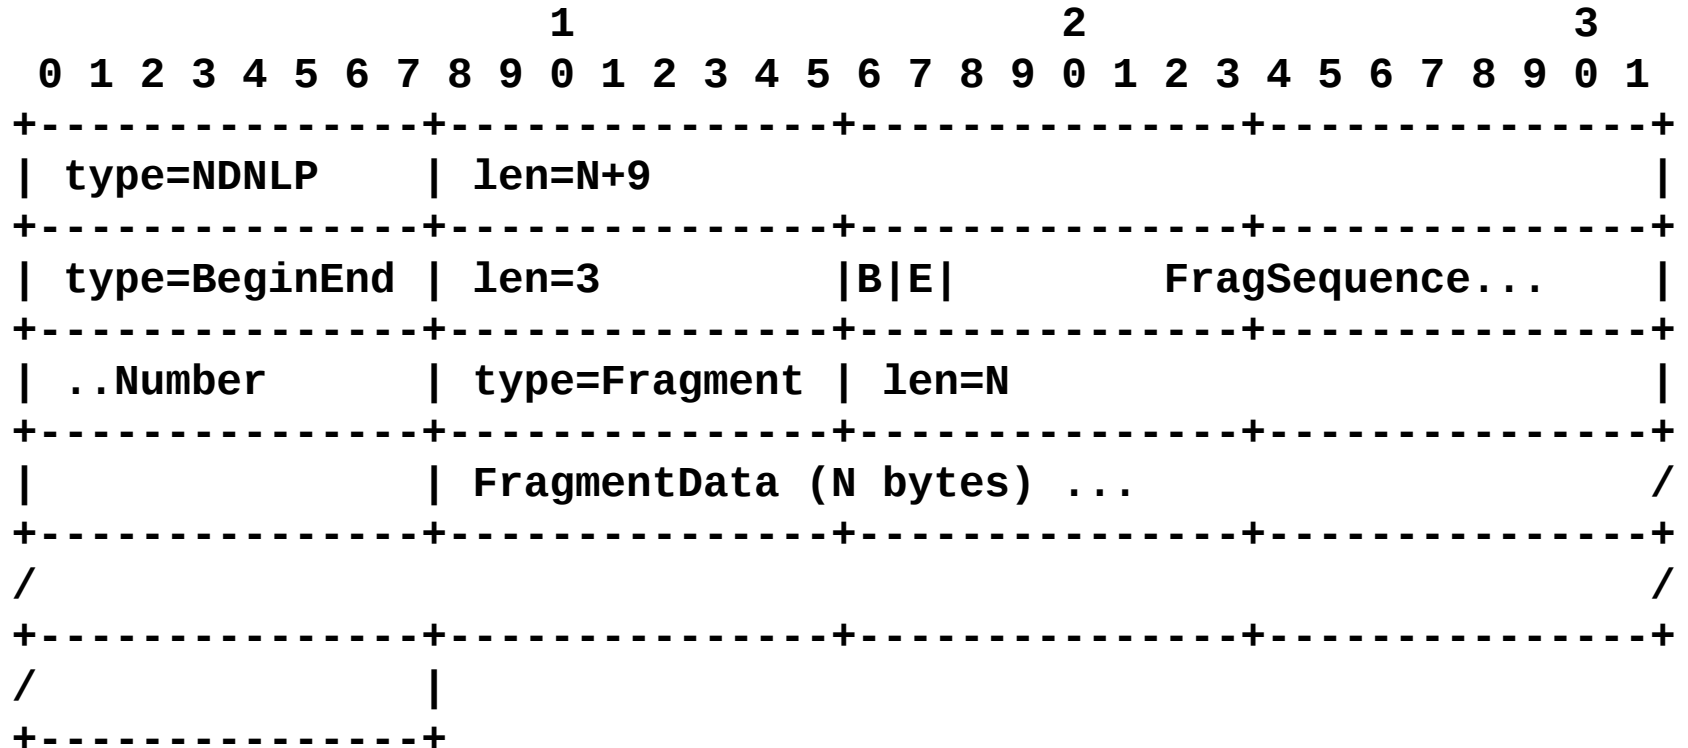 1                   2                   3
 0 1 2 3 4 5 6 7 8 9 0 1 2 3 4 5 6 7 8 9 0 1 2 3 4 5 6 7 8 9 0 1
+---------------+---------------+---------------+---------------+
| type=NDNLP    | len=N+9                                       |
+---------------+---------------+---------------+---------------+
| type=BeginEnd | len=3         |B|E|        FragSequence...    |
+---------------+---------------+---------------+---------------+
| ..Number      | type=Fragment | len=N                         |
+---------------+---------------+---------------+---------------+
|               | FragmentData (N bytes) ...                    /
+---------------+---------------+---------------+---------------+
/                                                               /
+---------------+---------------+---------------+---------------+
/               |
+---------------+